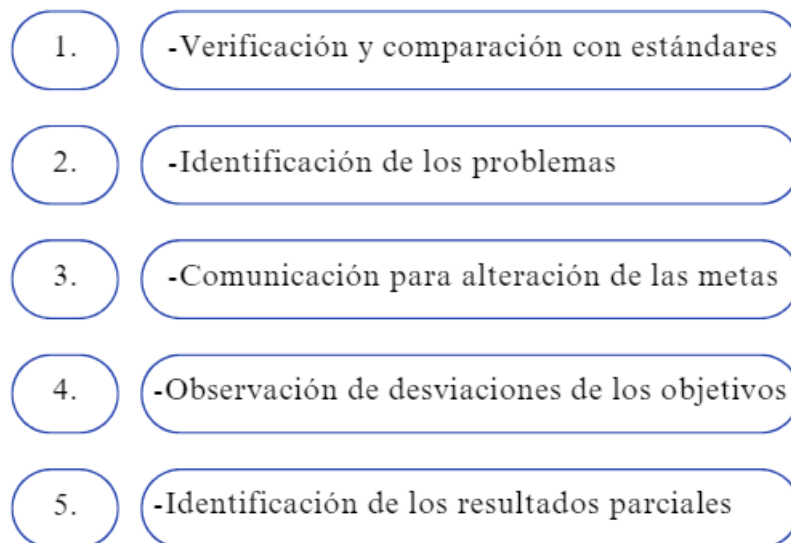 1. -Verificación y comparación con estándares
2. -Identificación de los problemas
3. -Comunicación para alteración de las metas
4. -Observación de desviaciones de los objetivos
5. -Identificación de los resultados parciales